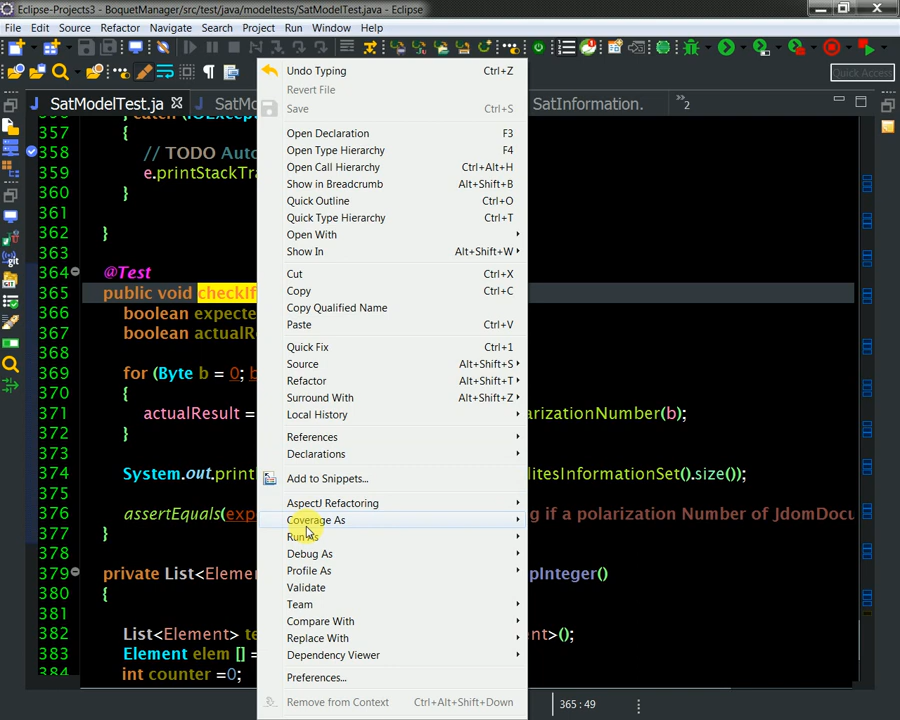 Eclipse-Projects3 - BoquetManager/src/test/java/modeltests/SatModelTest.java - Eclipse
File Edit Source Refactor Navigate Search Project Run Window Help
Quick Access
SatModelTest.ja SatM SatInformation. »2
357 {
358 // TODO Auto
359 e.printStackTra
360 }
361
362 }
363
364 @Test
365 public void checkIf
366 boolean expecte
367 boolean actualR
368
369 for (Byte b = 0; b
370 {
371 actualResult = arizationNumber(b);
372 }
373
374 System.out.print litesInformationSet().size());
375
376 assertEquals(exp g if a polarization Number of JdomDocu
377 }
378
379 private List<Elemen pInteger()
380 {
381
382 List<Element> te ent>();
383 Element elem [] =
384 int counter =0;
Undo Typing Ctrl+Z
Revert File
Save Ctrl+S
Open Declaration F3
Open Type Hierarchy F4
Open Call Hierarchy Ctrl+Alt+H
Show in Breadcrumb Alt+Shift+B
Quick Outline Ctrl+O
Quick Type Hierarchy Ctrl+T
Open With
Show In Alt+Shift+W
Cut Ctrl+X
Copy Ctrl+C
Copy Qualified Name
Paste Ctrl+V
Quick Fix Ctrl+1
Source Alt+Shift+S
Refactor Alt+Shift+T
Surround With Alt+Shift+Z
Local History
References
Declarations
Add to Snippets...
AspectJ Refactoring
Coverage As
Run As
Debug As
Profile As
Validate
Team
Compare With
Replace With
Dependency Viewer
Preferences...
Remove from Context Ctrl+Alt+Shift+Down
365 : 49